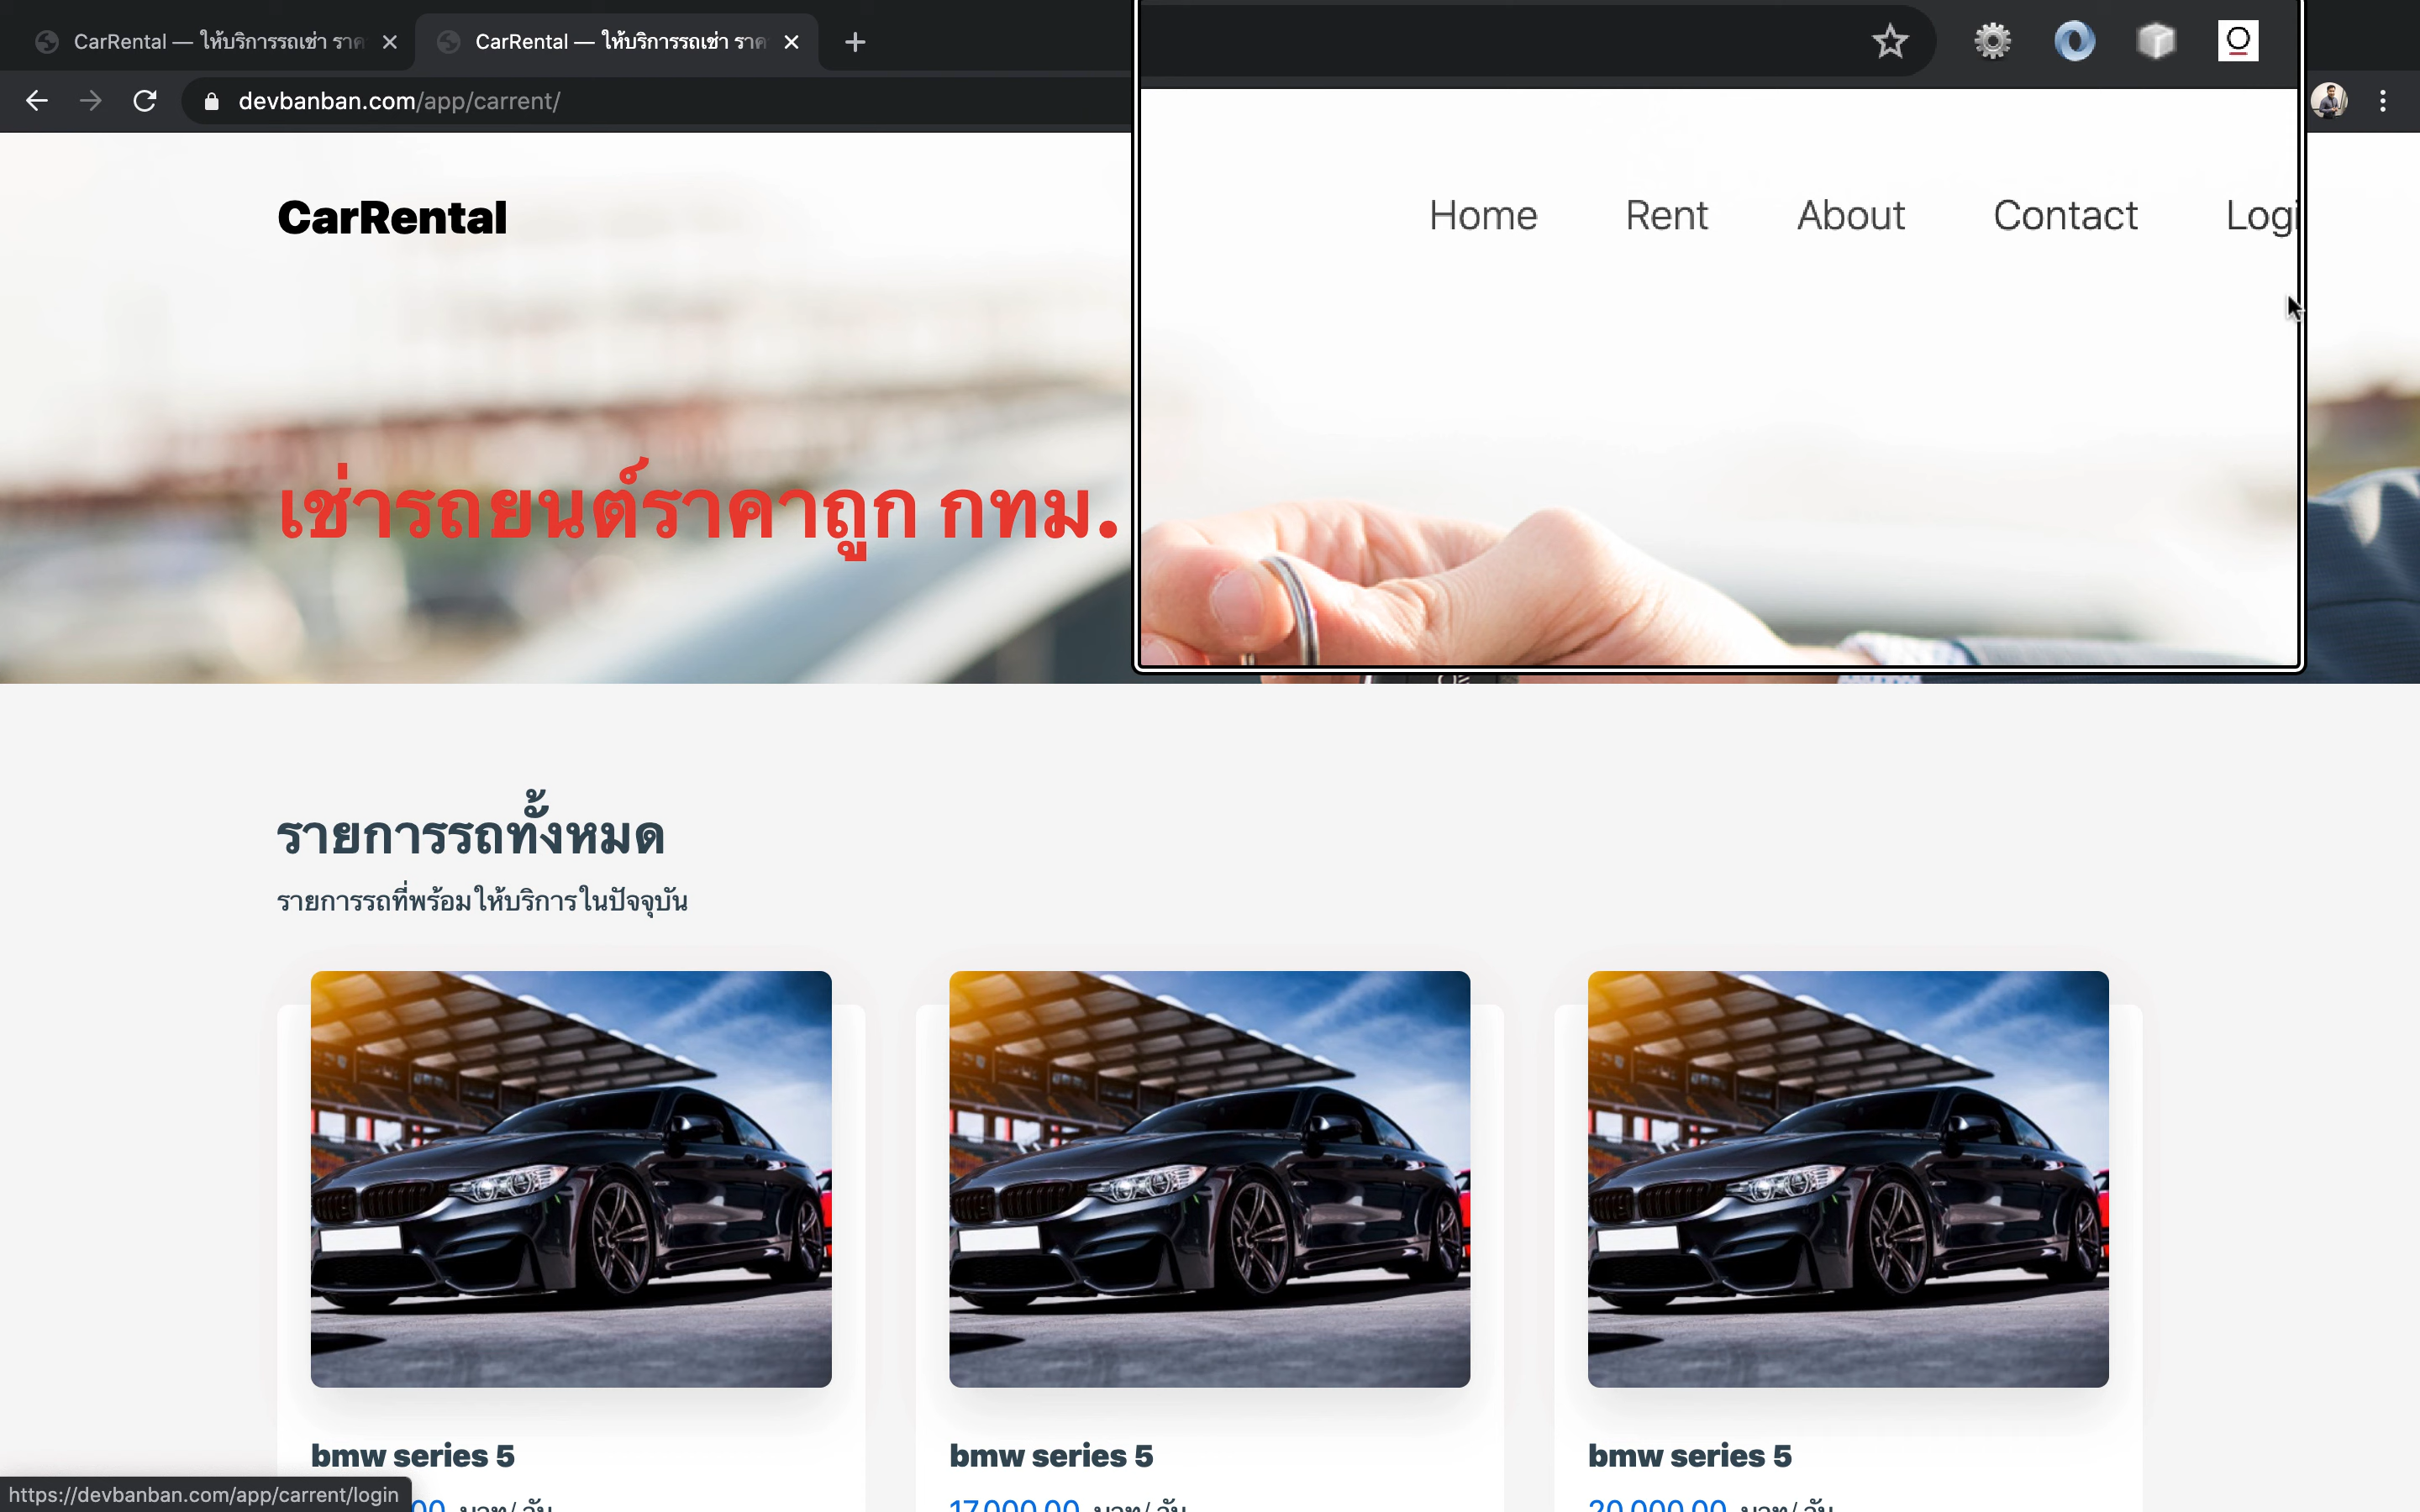 CarRental — ให้บริการรถเช่า ราค
CarRental — ให้บริการรถเช่า ราค
devbanban.com/app/carrent/
CarRental
Home Rent About Contact
เช่ารถยนต์ราคาถูก กทม.
รายการรถทั้งหมด
รายการรถที่พร้อมให้บริการในปัจจุบัน
bmw series 5
bmw series 5
bmw series 5
17,000.00 บาท/ วัน
20,000.00 บาท/ วัน
https://devbanban.com/app/carrent/login